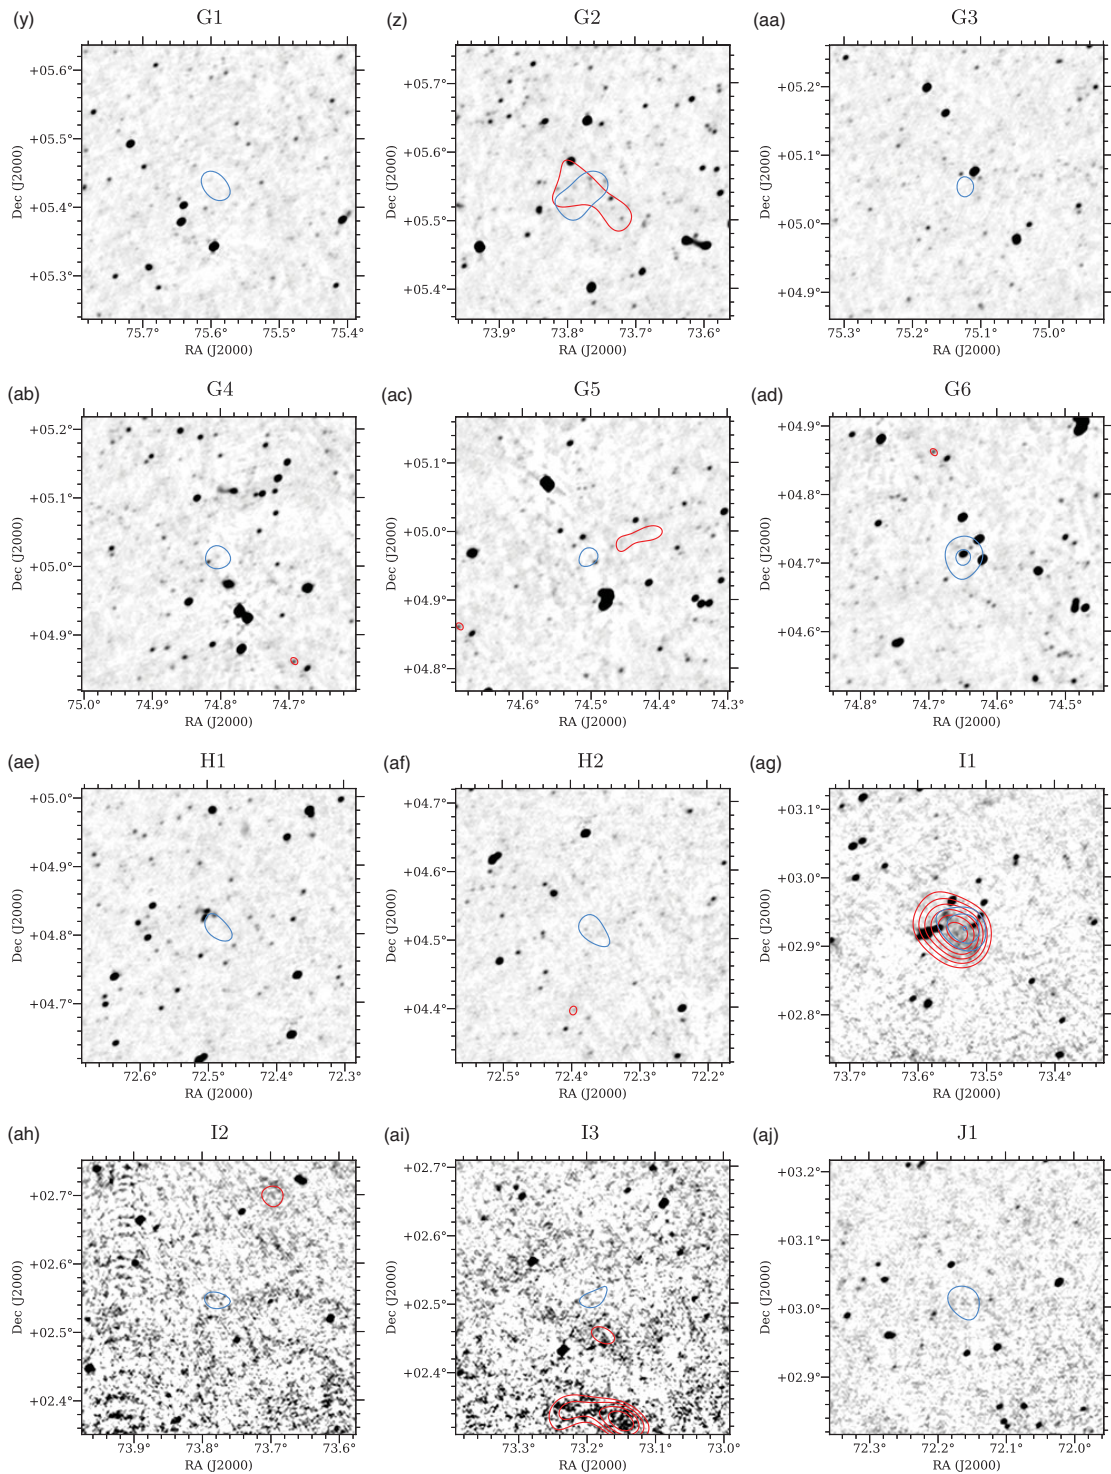 (y) G1 (z) G2 (aa) G3
+05.6° +05.5° +05.4° +05.3°
Dec (J2000)
75.7° 75.6° 75.5° 75.4°
RA (J2000)
+05.7° +05.6° +05.5° +05.4°
Dec (J2000)
73.9° 73.8° 73.7° 73.6°
RA (J2000)
+05.2° +05.1° +05.0° +04.9°
Dec (J2000)
75.3° 75.2° 75.1° 75.0°
RA (J2000)
(ab) G4 (ac) G5 (ad) G6
+05.2° +05.1° +05.0° +04.9°
Dec (J2000)
75.0° 74.9° 74.8° 74.7°
RA (J2000)
+05.1° +05.0° +04.9° +04.8°
Dec (J2000)
74.6° 74.5° 74.4° 74.3°
RA (J2000)
+04.9° +04.8° +04.7° +04.6°
Dec (J2000)
74.8° 74.7° 74.6° 74.5°
RA (J2000)
(ae) H1 (af) H2 (ag) I1
+05.0° +04.9° +04.8° +04.7°
Dec (J2000)
72.6° 72.5° 72.4° 72.3°
RA (J2000)
+04.7° +04.6° +04.5° +04.4°
Dec (J2000)
72.5° 72.4° 72.3° 72.2°
RA (J2000)
+03.1° +03.0° +02.9° +02.8°
Dec (J2000)
73.7° 73.6° 73.5° 73.4°
RA (J2000)
(ah) I2 (ai) I3 (aj) J1
+02.7° +02.6° +02.5° +02.4°
Dec (J2000)
73.9° 73.8° 73.7° 73.6°
RA (J2000)
+02.7° +02.6° +02.5° +02.4°
Dec (J2000)
73.3° 73.2° 73.1° 73.0°
RA (J2000)
+03.2° +03.1° +03.0° +02.9°
Dec (J2000)
72.3° 72.2° 72.1° 72.0°
RA (J2000)